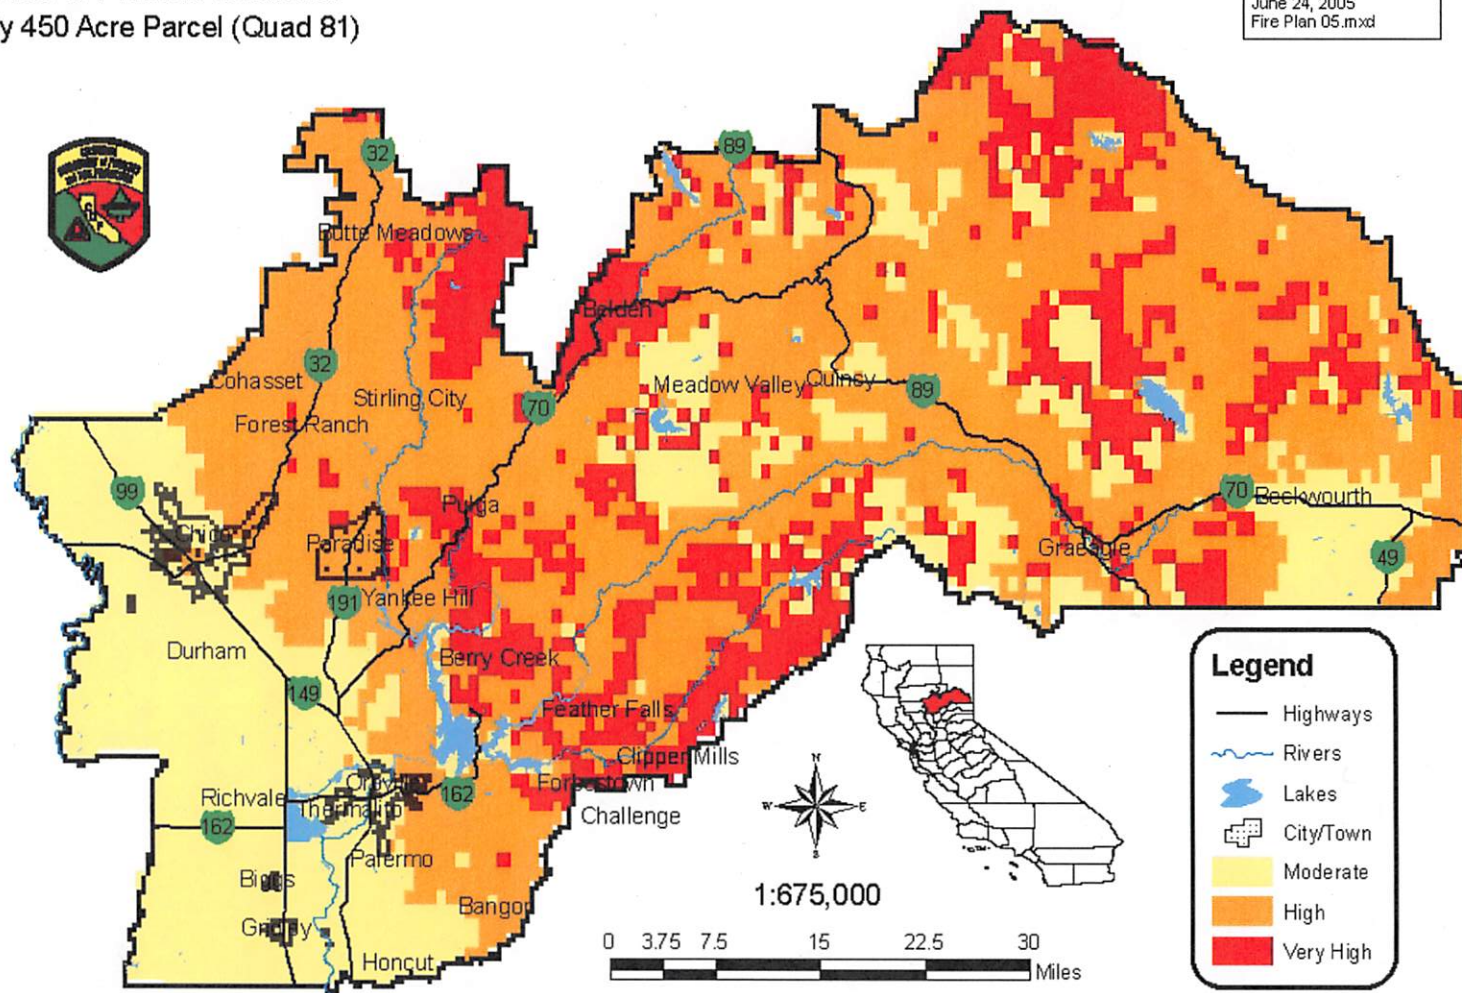 y 450 Acre Parcel (Quad 81)
June 24, 2005
Fire Plan 05.mxd
32
89
Butte Meadows
Belden
32
Cohasset
Stirling City
Meadow Valley
Quincy
89
70
Forest Ranch
99
Pulga
70
Beckwourth
Chico
Paradise
Graeagle
49
191
Yankee Hill
Durham
Berry Creek
149
Feather Falls
Clipper Mills
Oroville
Forbestown
162
Richvale
Thermalito
Challenge
162
Palermo
Biggs
Bangor
Gridley
Honcut
N
W
E
S
1:675,000
0 3.75 7.5 15 22.5 30
Miles
Legend
Highways
Rivers
Lakes
City/Town
Moderate
High
Very High